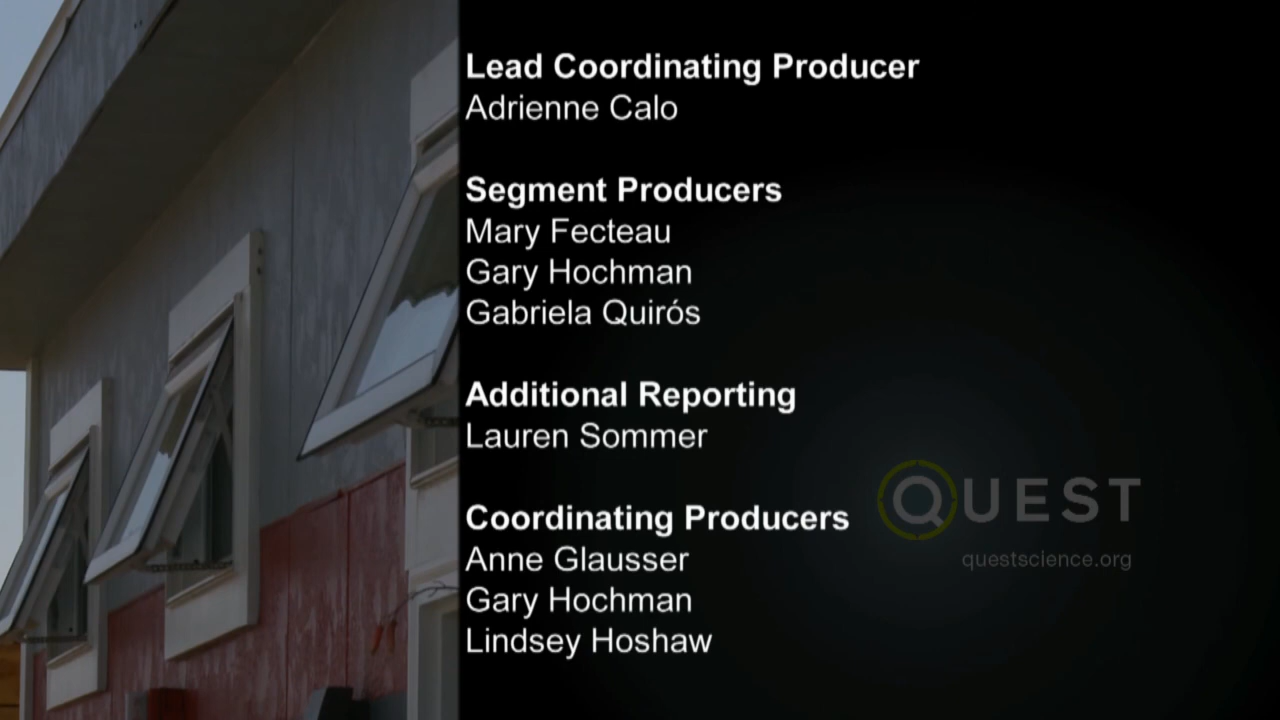 Lead Coordinating Producer
Adrienne Calo
Segment Producers
Mary Fecteau
Gary Hochman
Gabriela Quirós
Additional Reporting
Lauren Sommer
Coordinating Producers
Anne Glausser
Gary Hochman
Lindsey Hoshaw
QUEST
questscience.org